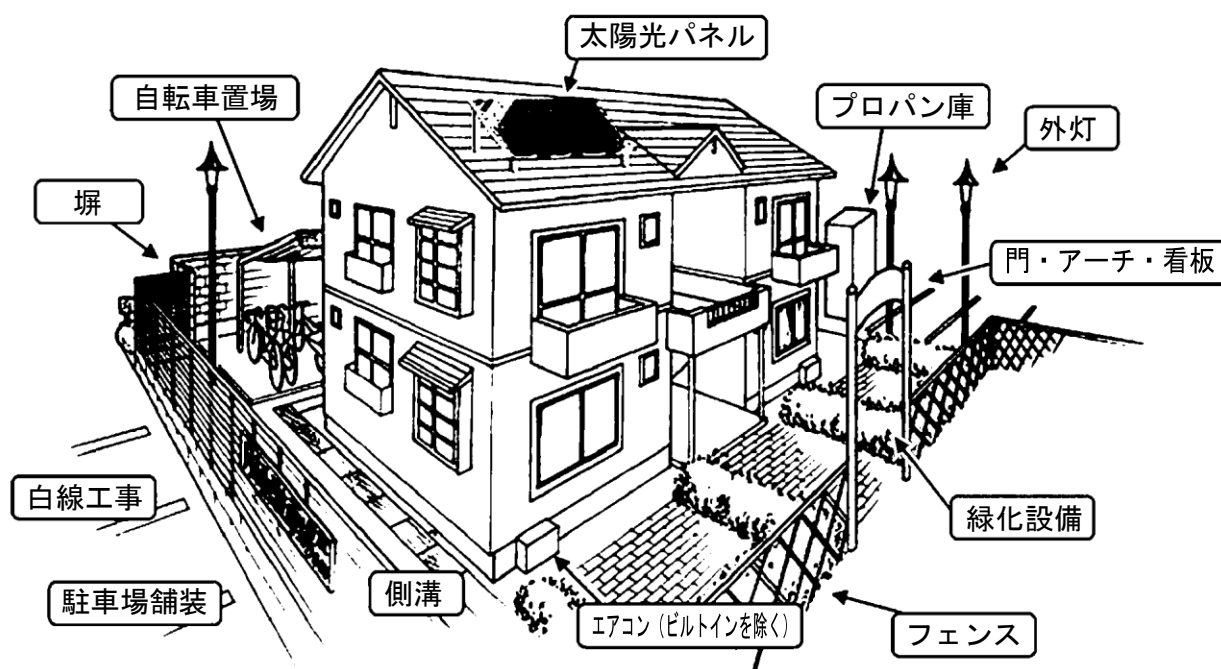 太陽光パネル
自転車置場
プロパン庫
外灯
塀
門・アーチ・看板
白線工事
緑化設備
駐車場舗装
側溝
エアコン（ビルトインを除く）
フェンス